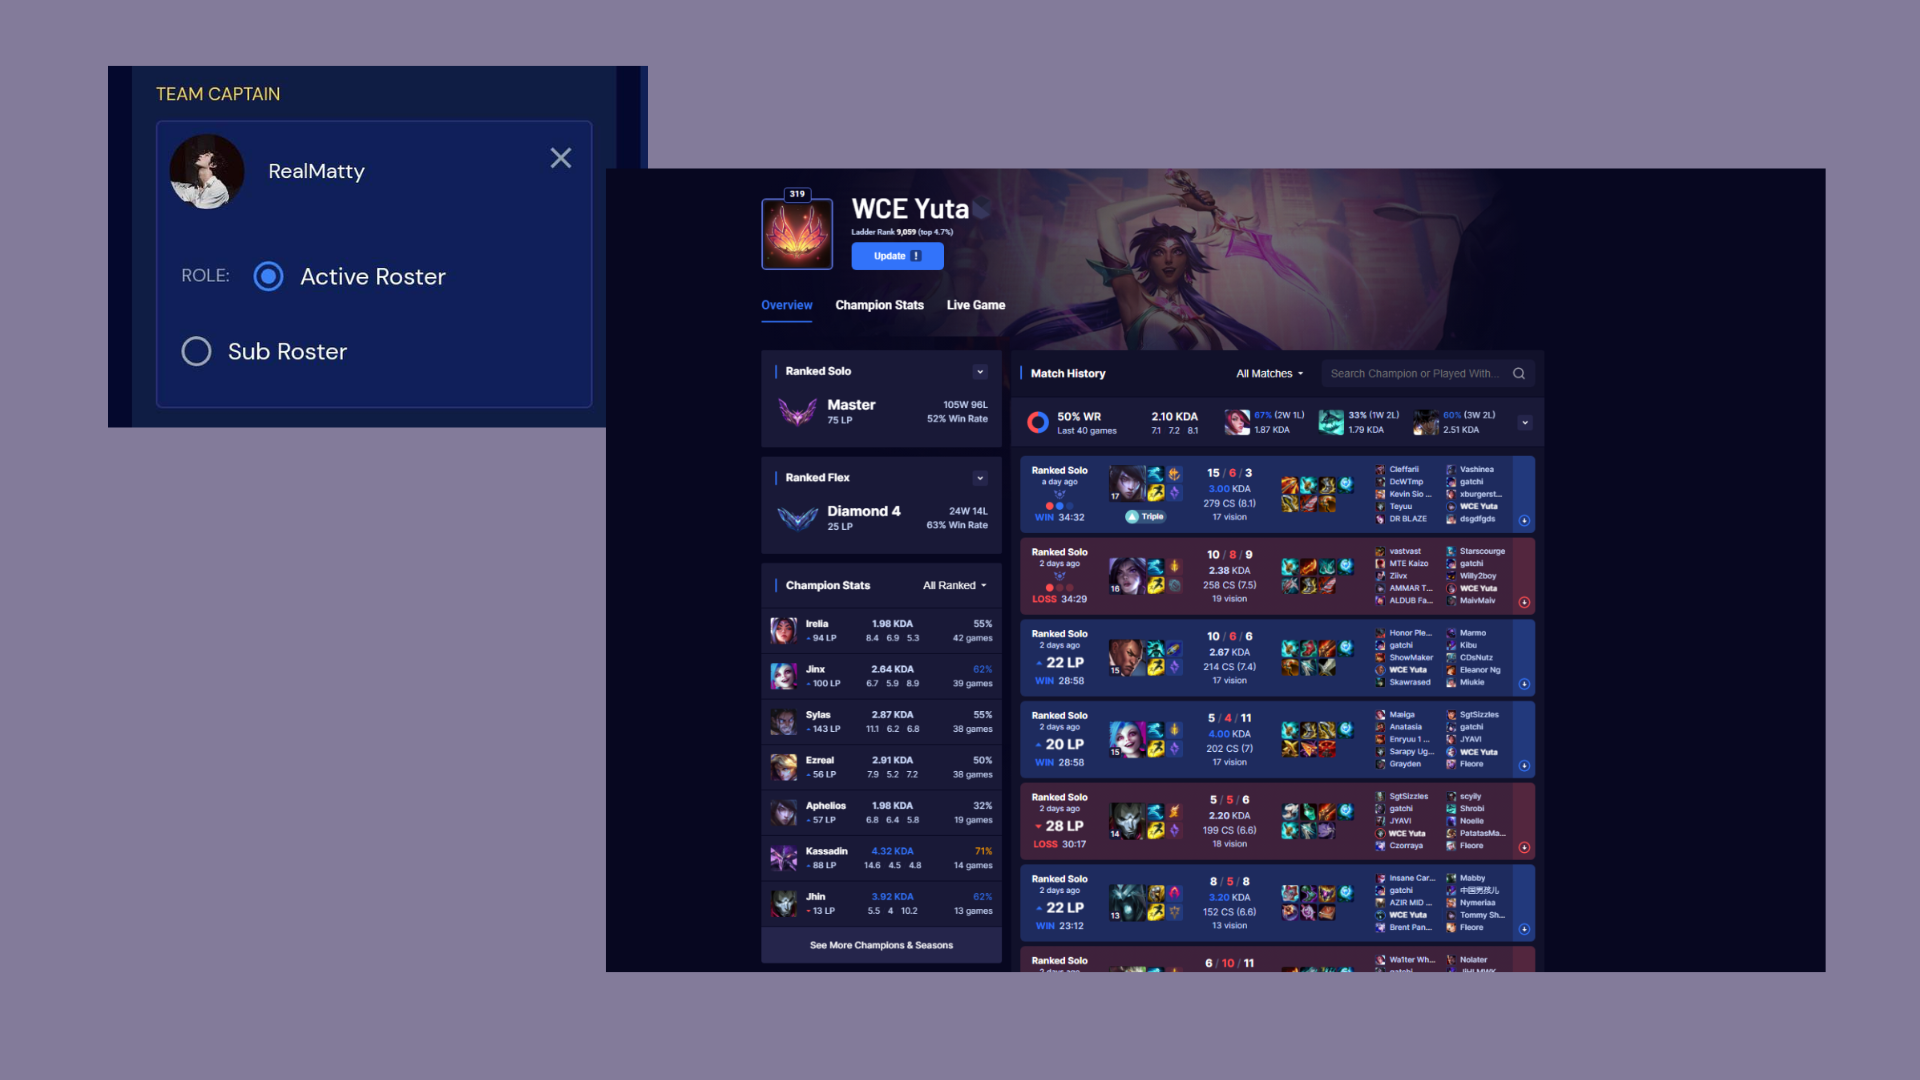 TEAM CAPTAIN
RealMatty
ROLE: Active Roster
Sub Roster
319
WCE Yuta
Ladder Rank 9,059 (top 4.7%)
Update !
Overview Champion Stats Live Game
Ranked Solo
Master 105W 96L
75 LP 52% Win Rate
Ranked Flex
Diamond 4 24W 14L
25 LP 63% Win Rate
Champion Stats All Ranked
Irelia 1.98 KDA 55%
94 LP 8.4 6.9 5.3 42 games
Jinx 2.64 KDA 62%
100 LP 6.7 5.9 8.9 39 games
Sylas 2.87 KDA 55%
143 LP 11.1 6.2 6.8 38 games
Ezreal 2.91 KDA 50%
56 LP 7.9 5.2 7.2 38 games
Aphelios 1.98 KDA 32%
57 LP 6.8 6.4 5.8 19 games
Kassadin 4.32 KDA 71%
88 LP 14.6 4.5 4.8 14 games
Jhin 3.92 KDA 62%
13 LP 5.5 4 10.2 13 games
See More Champions & Seasons
Match History All Matches Search Champion or Played With...
50% WR 2.10 KDA 67% (2W 1L) 33% (1W 2L) 60% (3W 2L)
Last 40 games 7.1 7.2 8.1 1.87 KDA 1.79 KDA 2.51 KDA
Ranked Solo 15 / 6 / 3 Cleffarii Vashinea
a day ago 3.00 KDA DcWTmp gatchi
17 279 CS (8.1) Kevin Sio ... xburgerst...
WIN 34:32 Triple 17 vision Teyuu WCE Yuta
DR BLAZE dsgdfgds
Ranked Solo 10 / 8 / 9 vastvast Starscourge
2 days ago 2.38 KDA MTE Kaizo gatchi
16 258 CS (7.5) Ziivx Willy2boy
LOSS 34:29 19 vision AMMAR T... WCE Yuta
ALDUB Fa... MaivMaiv
Ranked Solo 10 / 6 / 6 Honor Ple... Marmo
2 days ago 2.67 KDA gatchi Kibu
22 LP 15 214 CS (7.4) ShowMaker CDsNutz
WIN 28:58 17 vision WCE Yuta Eleanor Ng
Skawrased Miukie
Ranked Solo 5 / 4 / 11 Mæiga SgtSizzles
2 days ago 4.00 KDA Anatasia gatchi
20 LP 15 202 CS (7) Enryuu 1 ... JYAVI
WIN 28:58 17 vision Sarapy Ug... WCE Yuta
Grayden Fleore
Ranked Solo 5 / 5 / 6 SgtSizzles scyily
2 days ago 2.20 KDA gatchi Shrobi
28 LP 14 199 CS (6.6) JYAVI Noelle
LOSS 30:17 18 vision WCE Yuta PatatasMa...
Czorraya Fleore
Ranked Solo 8 / 5 / 8 Insane Car... Mabby
2 days ago 3.20 KDA gatchi 中国男孩儿
22 LP 13 152 CS (6.6) AZIR MID ... Nymeriaa
WIN 23:12 13 vision WCE Yuta Tommy Sh...
Brent Pan... Fleore
Ranked Solo 6 / 10 / 11 Wa1ter Wh... Nolater
2 days ago gatchi